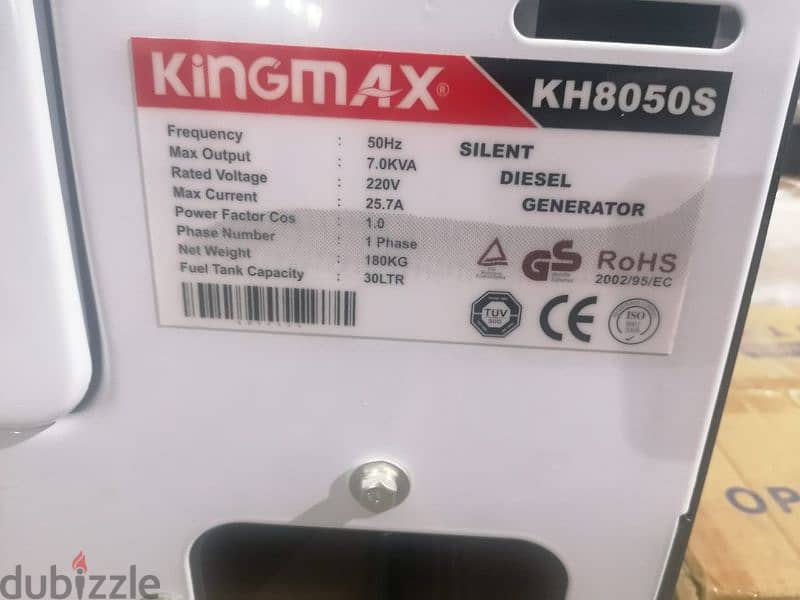 KINGMAX®
KH8050S
Frequency : 50Hz
Max Output : 7.0KVA
Rated Voltage : 220V
Max Current : 25.7A
Power Factor Cos : 1.0
Phase Number : 1 Phase
Net Weight : 180KG
Fuel Tank Capacity : 30LTR
SILENT
DIESEL
GENERATOR
GS
RoHS
2002/95/EC
TUV
CE
ISO
OP
dubizzle